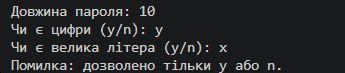 Довжина пароля: 10
Чи є цифри (y/n): y
Чи є велика літера (y/n): x
Помилка: дозволено тільки y або n.